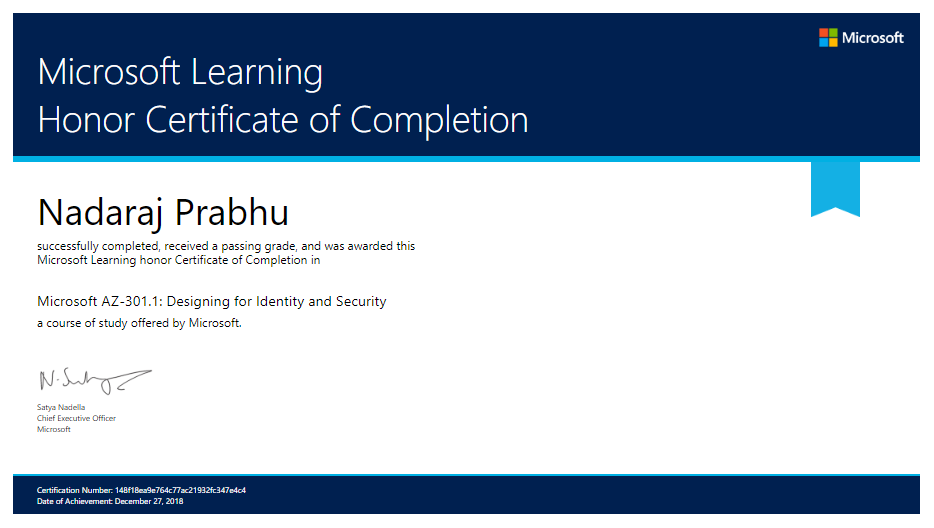 Microsoft
Microsoft Learning
Honor Certificate of Completion
Nadaraj Prabhu
successfully completed, received a passing grade, and was awarded this
Microsoft Learning honor Certificate of Completion in
Microsoft AZ-301.1: Designing for Identity and Security
a course of study offered by Microsoft.
Satya Nadella
Chief Executive Officer
Microsoft
Certification Number: 148f18ea9e764c77ac21932fc347e4c4
Date of Achievement: December 27, 2018